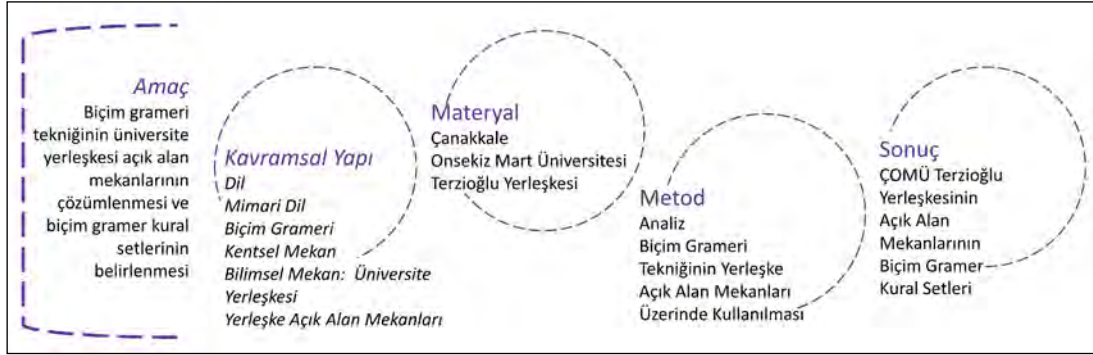 Amaç
Biçim grameri
tekniğinin üniversite
yerleşkesi açık alan
mekanlarının
çözümlenmesi ve
biçim gramer kural
setlerinin
belirlenmesi
Kavramsal Yapı
Dil
Mimari Dil
Biçim Grameri
Kentsel Mekan
Bilimsel Mekan: Üniversite
Yerleşkesi
Yerleşke Açık Alan Mekanları
Materyal
Çanakkale
Onsekiz Mart Üniversitesi
Terzioğlu Yerleşkesi
Metod
Analiz
Biçim Grameri
Tekniğinin Yerleşke
Açık Alan Mekanları
Üzerinde Kullanılması
Sonuç
ÇOMÜ Terzioğlu
Yerleşkesinin
Açık Alan
Mekanlarının
Biçim Gramer
Kural Setleri